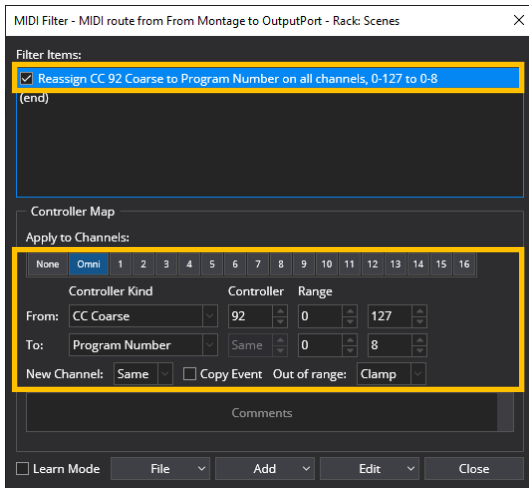 MIDI Filter - MIDI route from From Montage to OutputPort - Rack: Scenes
Filter Items:
Reassign CC 92 Coarse to Program Number on all channels, 0-127 to 0-8
(end)
Controller Map
Apply to Channels:
None Omni 1 2 3 4 5 6 7 8 9 10 11 12 13 14 15 16
Controller Kind Controller Range
From: CC Coarse 92 0 127
To: Program Number Same 0 8
New Channel: Same Copy Event Out of range: Clamp
Comments
Learn Mode File Add Edit Close